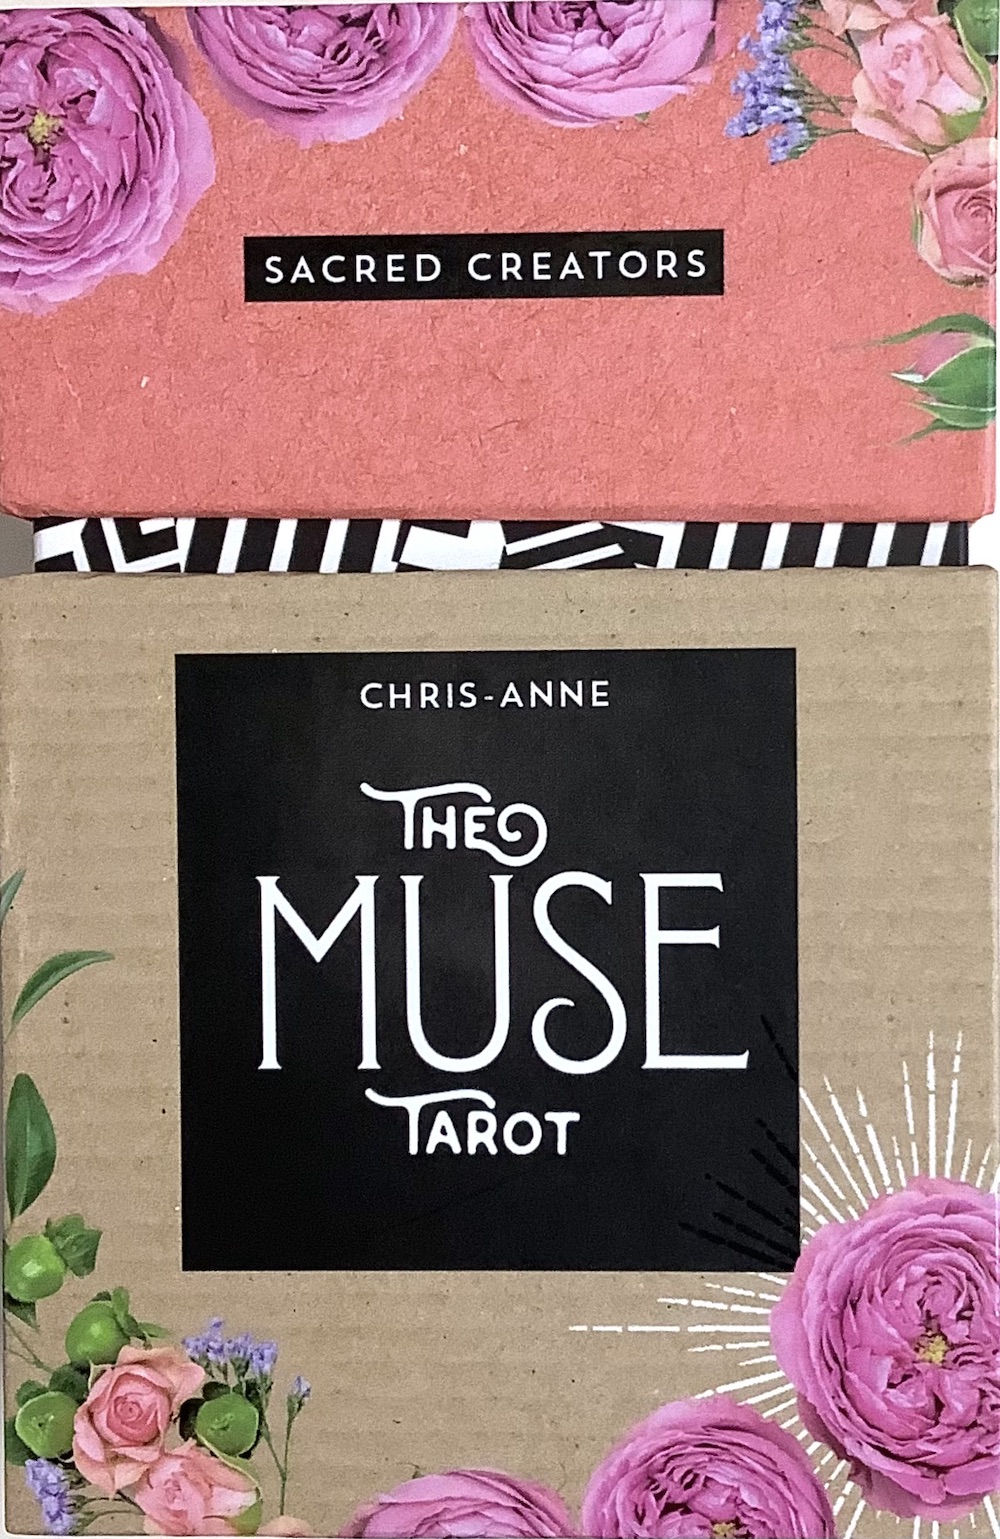 SACRED CREATORS
CHRIS-ANNE
THE
MUSE
TAROT